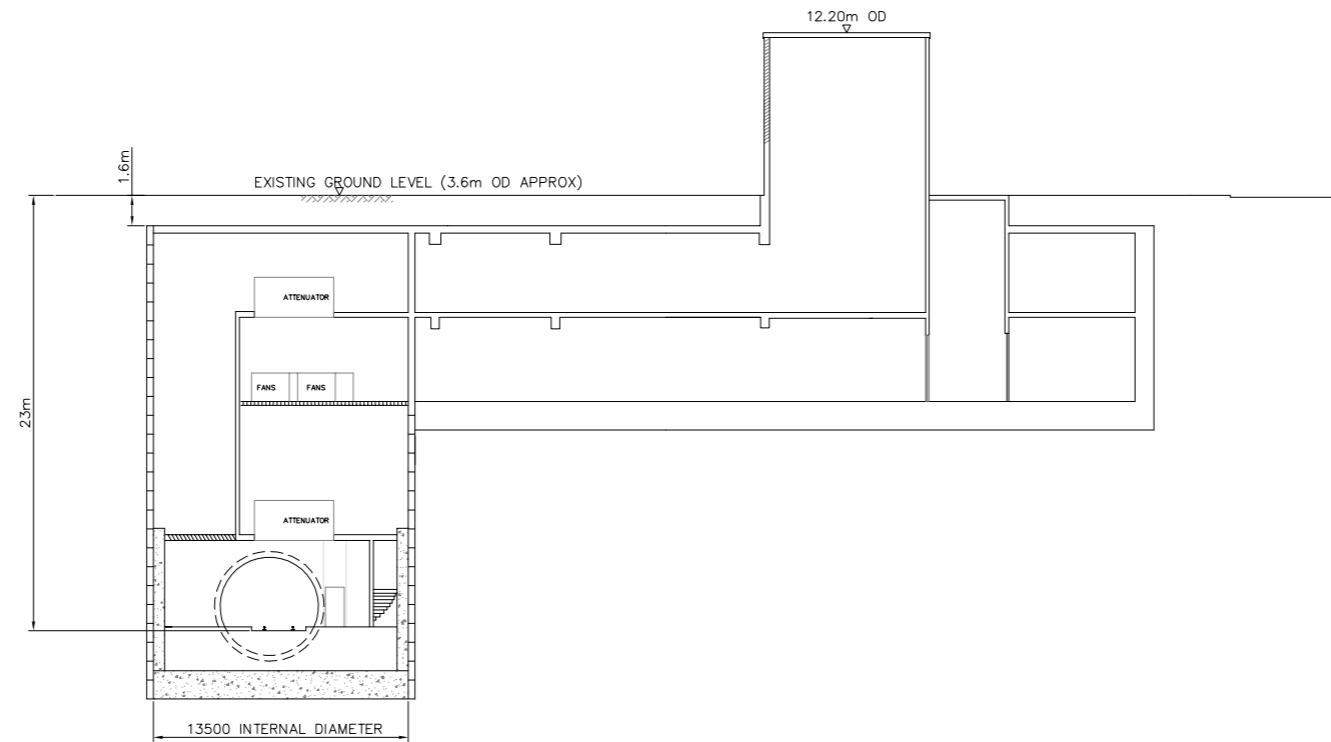 12.20m OD
1.6m
EXISTING GROUND LEVEL (3.6m OD APPROX)
ATTENUATOR
FANS FANS
23m
ATTENUATOR
13500 INTERNAL DIAMETER